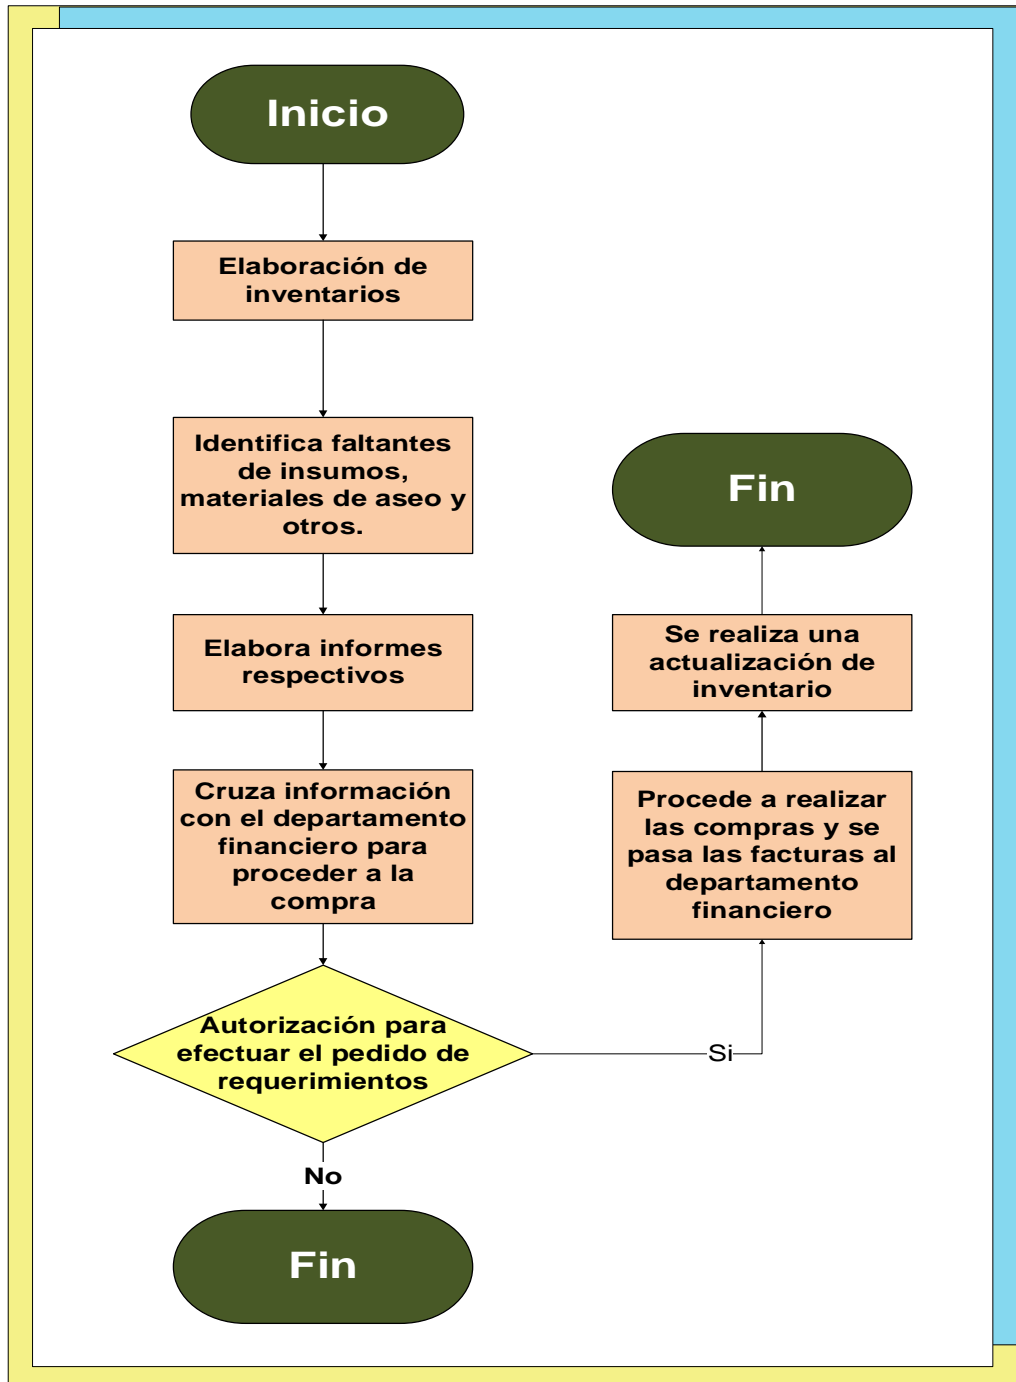 Inicio
Elaboración de
inventarios
Identifica faltantes
de insumos,
materiales de aseo y
otros.
Elabora informes
respectivos
Cruza información
con el departamento
financiero para
proceder a la
compra
Autorización para
efectuar el pedido de
requerimientos
No
Fin
Si
Procede a realizar
las compras y se
pasa las facturas al
departamento
financiero
Se realiza una
actualización de
inventario
Fin